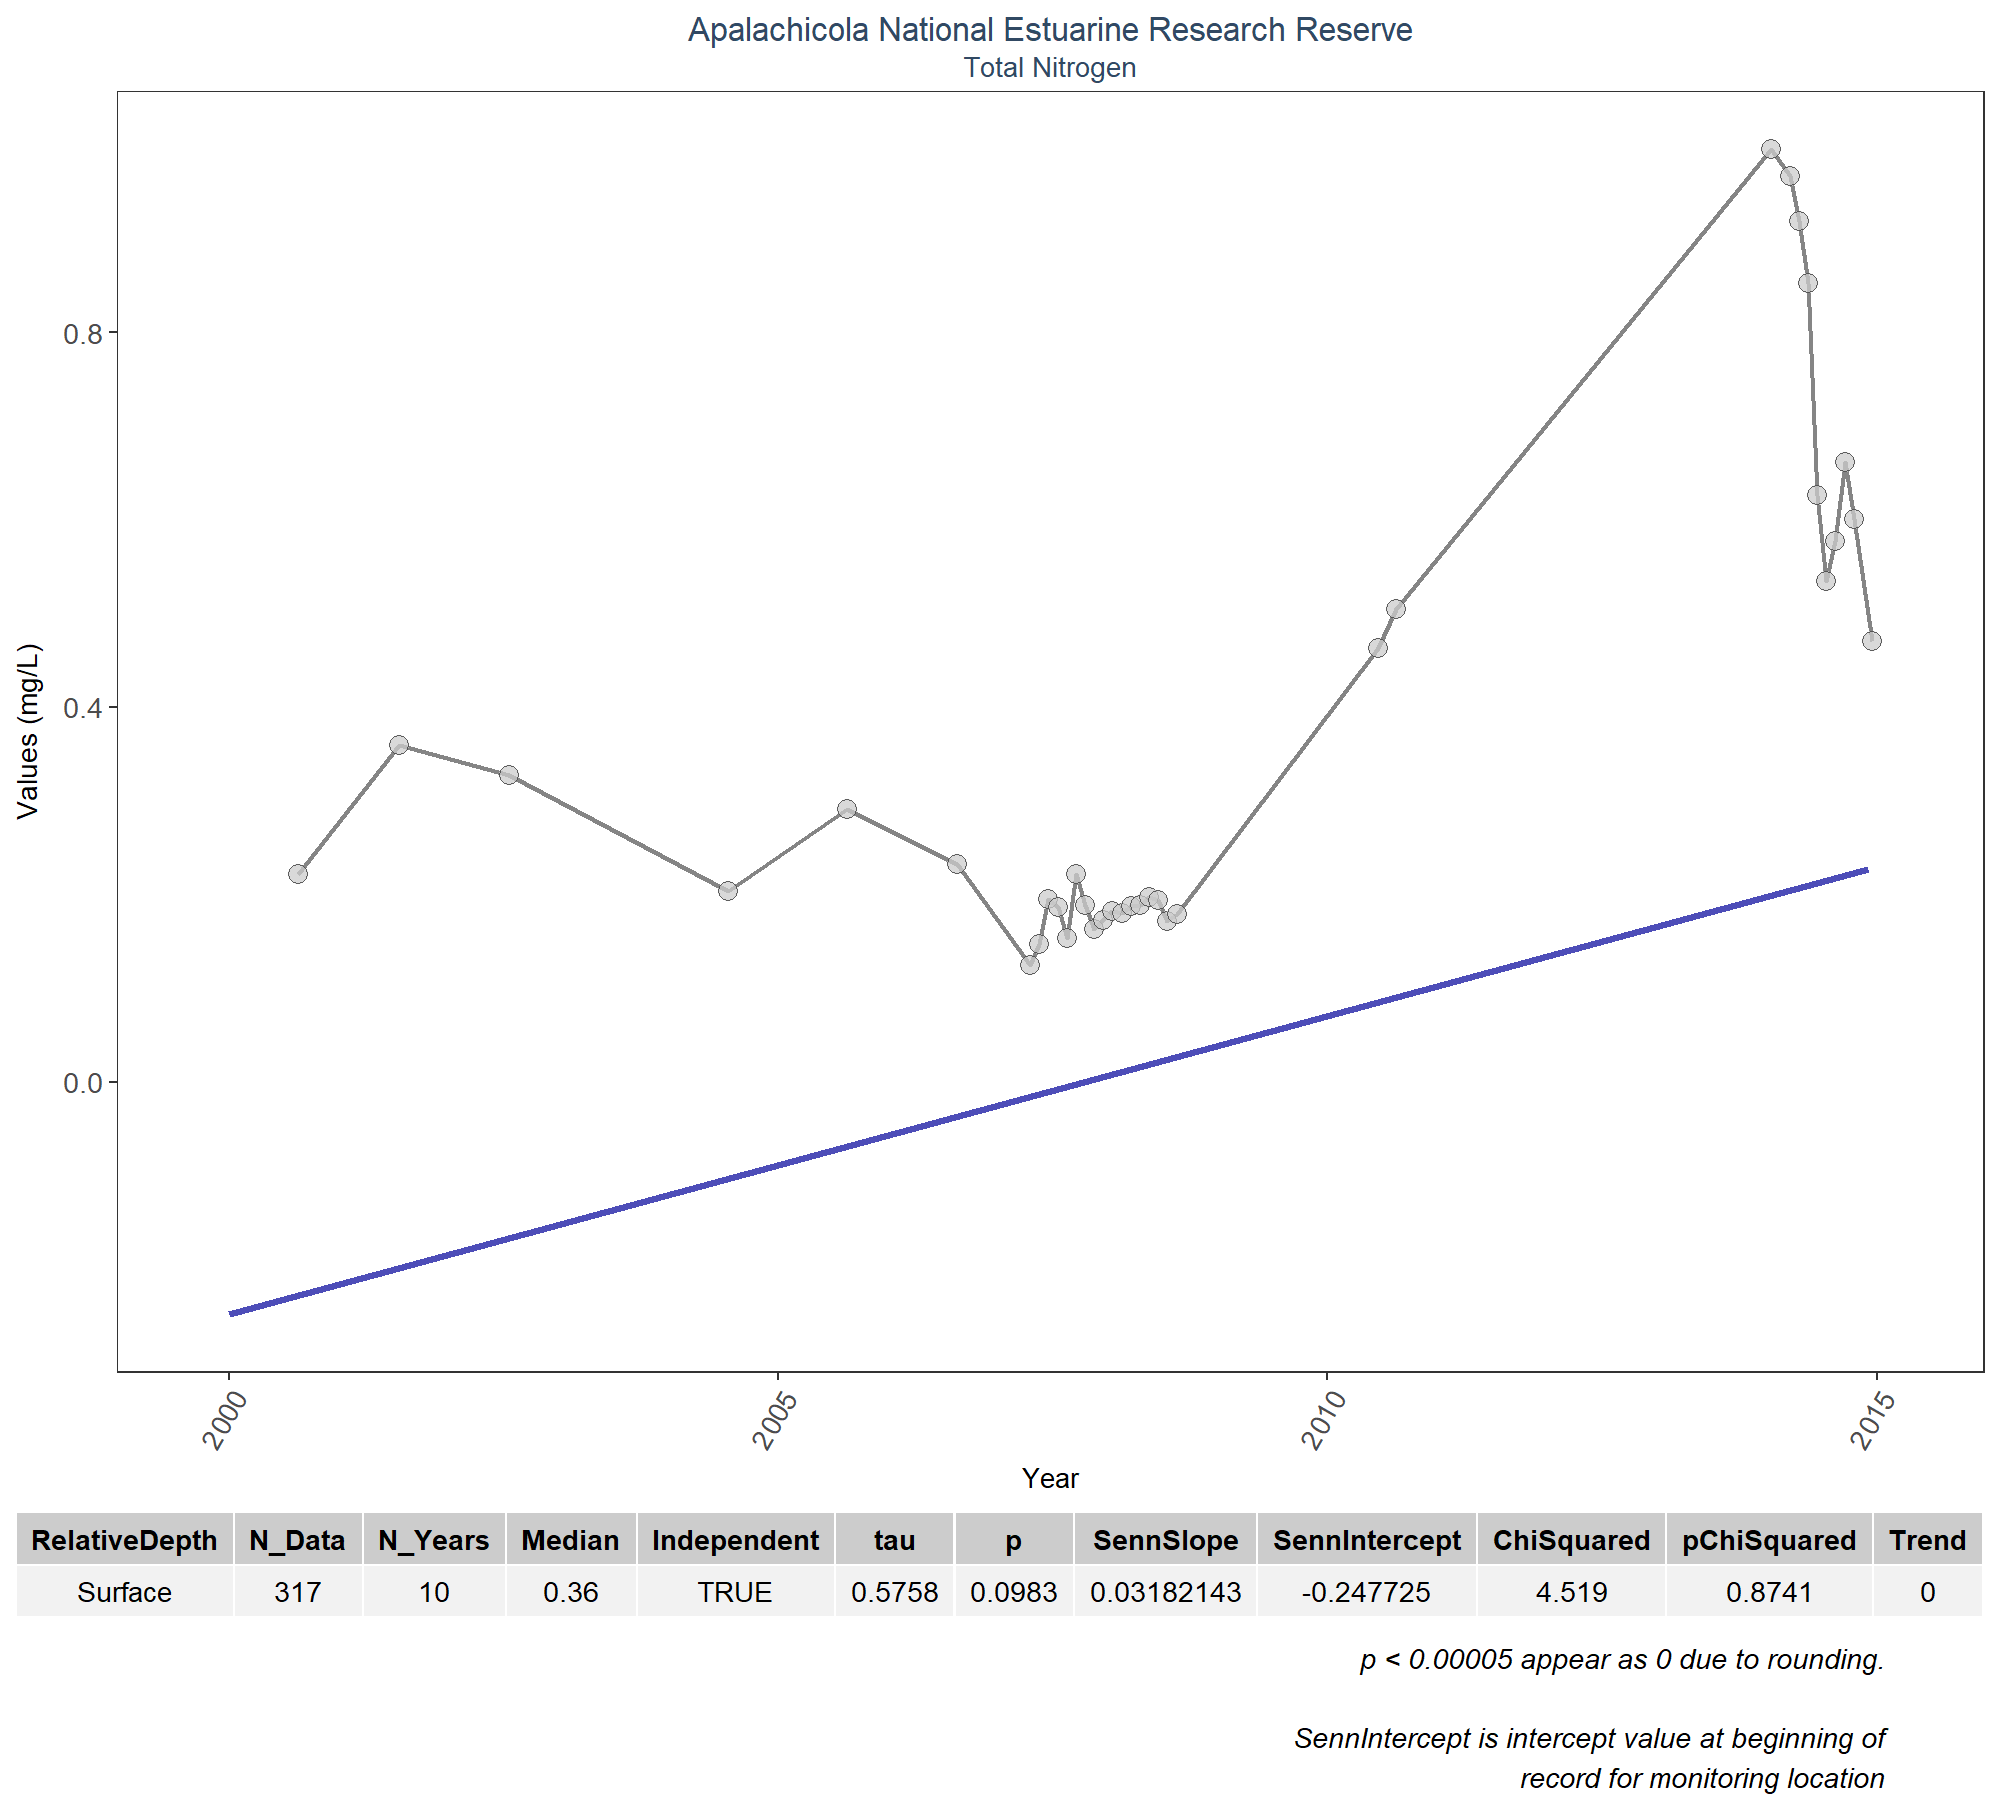 Apalachicola National Estuarine Research Reserve
Total Nitrogen
Values (mg/L)
0.8
0.4
0.0
2000 2005 2010 2015
Year
RelativeDepth N_Data N_Years Median Independent tau p SennSlope SennIntercept ChiSquared pChiSquared Trend
Surface 317 10 0.36 TRUE 0.5758 0.0983 0.03182143 -0.247725 4.519 0.8741 0
p < 0.00005 appear as 0 due to rounding.
SennIntercept is intercept value at beginning of
record for monitoring location